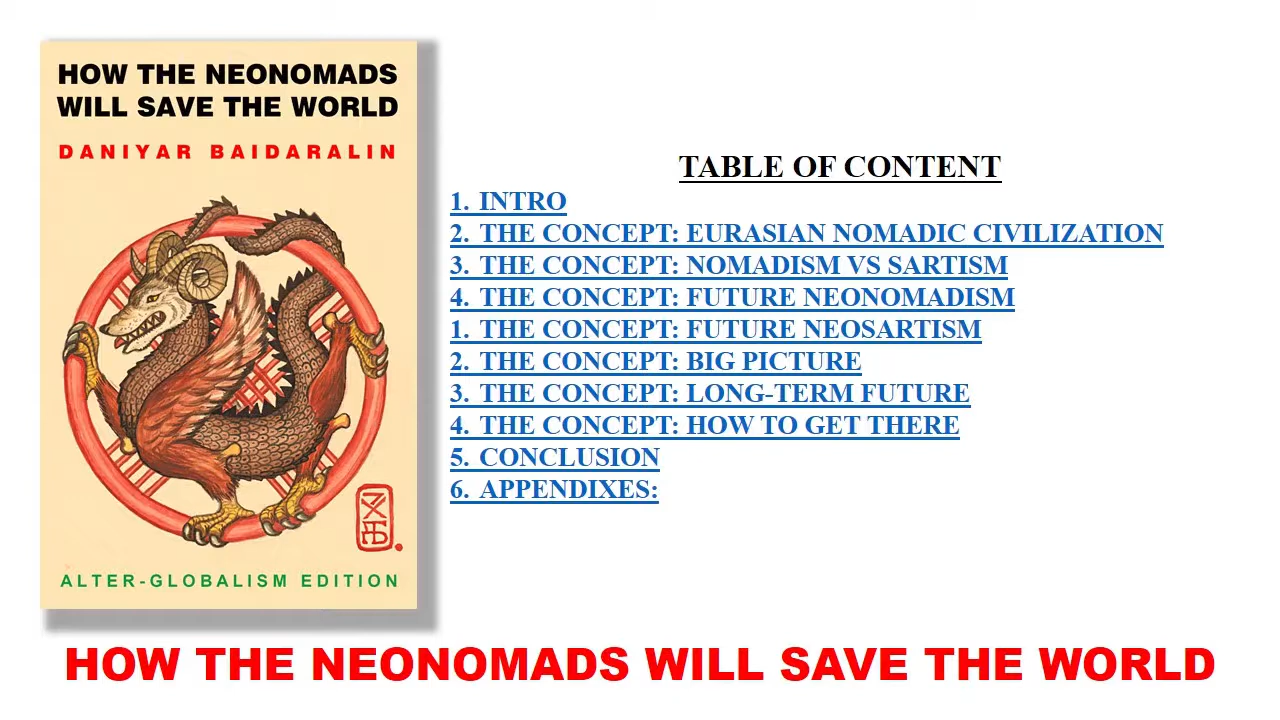 HOW THE NEONOMADS
WILL SAVE THE WORLD
DANIYAR BAIDARALIN
ALTER-GLOBALISM EDITION
TABLE OF CONTENT
1. INTRO
2. THE CONCEPT: EURASIAN NOMADIC CIVILIZATION
3. THE CONCEPT: NOMADISM VS SARTISM
4. THE CONCEPT: FUTURE NEONOMADISM
1. THE CONCEPT: FUTURE NEOSARTISM
2. THE CONCEPT: BIG PICTURE
3. THE CONCEPT: LONG-TERM FUTURE
4. THE CONCEPT: HOW TO GET THERE
5. CONCLUSION
6. APPENDIXES:
HOW THE NEONOMADS WILL SAVE THE WORLD